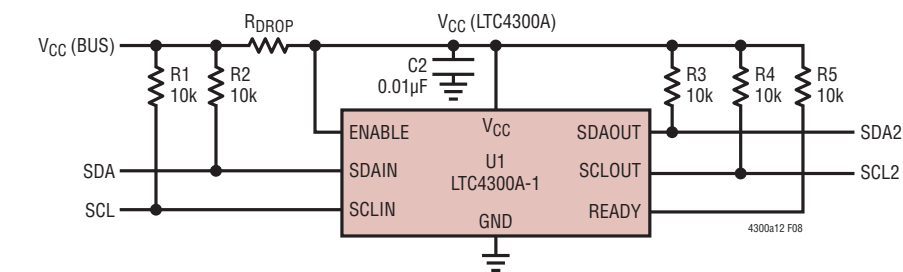 RDROP
VCC (LTC4300A)
VCC (BUS)
R1
10k
R2
10k
C2
0.01µF
R3
10k
R4
10k
R5
10k
ENABLE
VCC
SDAOUT
SDA2
SDA
SDAIN
U1
LTC4300A-1
SCLOUT
SCL2
SCL
SCLIN
GND
READY
4300a12 F08